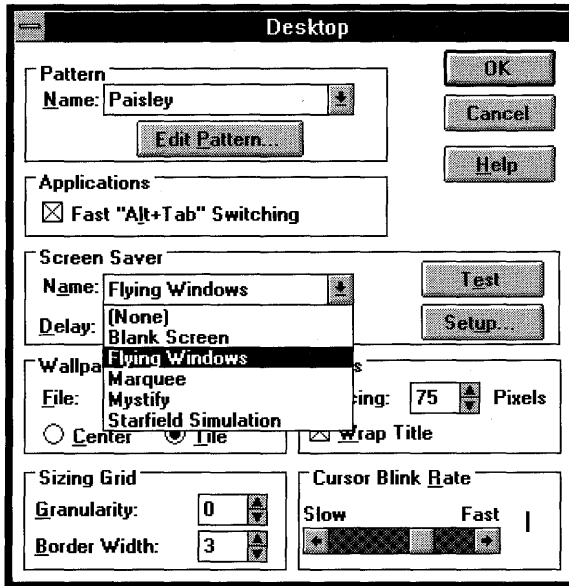 Desktop
Pattern
Name: Paisley
Edit Pattern...
OK
Cancel
Help
Applications
Fast "Alt+Tab" Switching
Screen Saver
Name: Flying Windows
Delay:
(None)
Blank Screen
Flying Windows
Marquee
Mystify
Starfield Simulation
Test
Setup...
File:
75 Pixels
Center Tile
Wrap Title
Sizing Grid
Granularity: 0
Border Width: 3
Cursor Blink Rate
Slow Fast